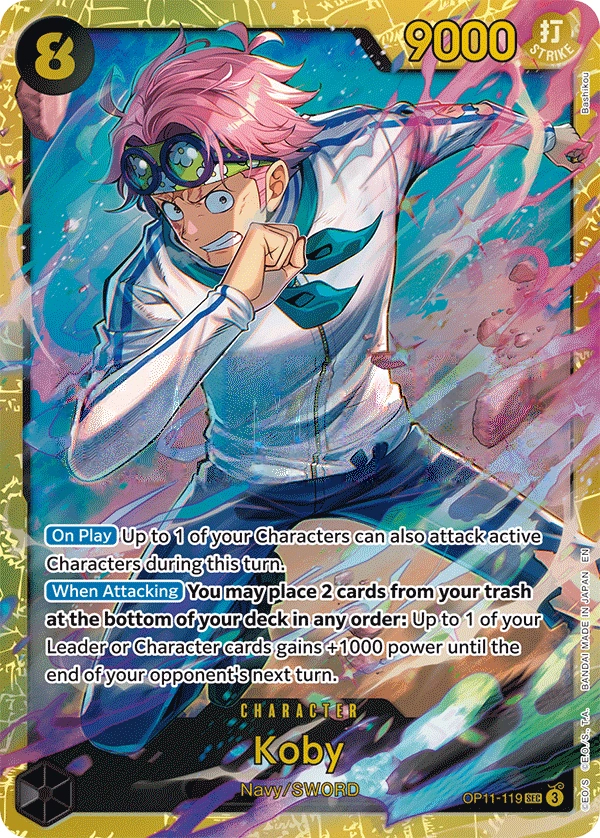 8
9000
打
STRIKE
Bashikou
On Play Up to 1 of your Characters can also attack active
Characters during this turn.
When Attacking You may place 2 cards from your trash
at the bottom of your deck in any order: Up to 1 of your
Leader or Character cards gains +1000 power until the
end of your opponent's next turn.
CHARACTER
Koby
Navy/SWORD
OP11-119 SEC 3
©EO/S ©EO/S, T.A. BANDAI MADE IN JAPAN EN